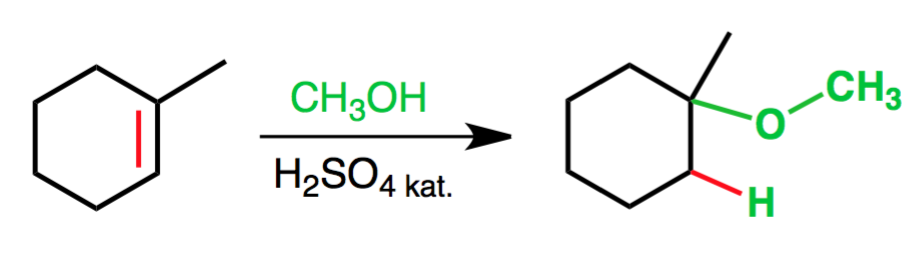 CH₃OH
H₂SO₄ kat.
O
CH₃
H